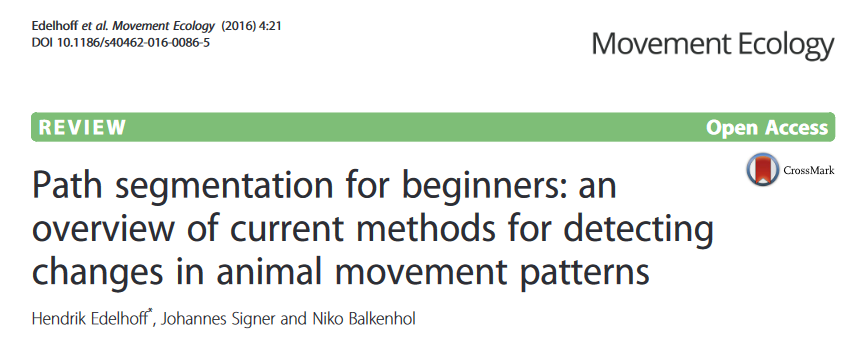 Edelhoff et al. Movement Ecology (2016) 4:21
DOI 10.1186/s40462-016-0086-5
Movement Ecology
REVIEW
Open Access
CrossMark
Path segmentation for beginners: an
overview of current methods for detecting
changes in animal movement patterns
Hendrik Edelhoff*, Johannes Signer and Niko Balkenhol